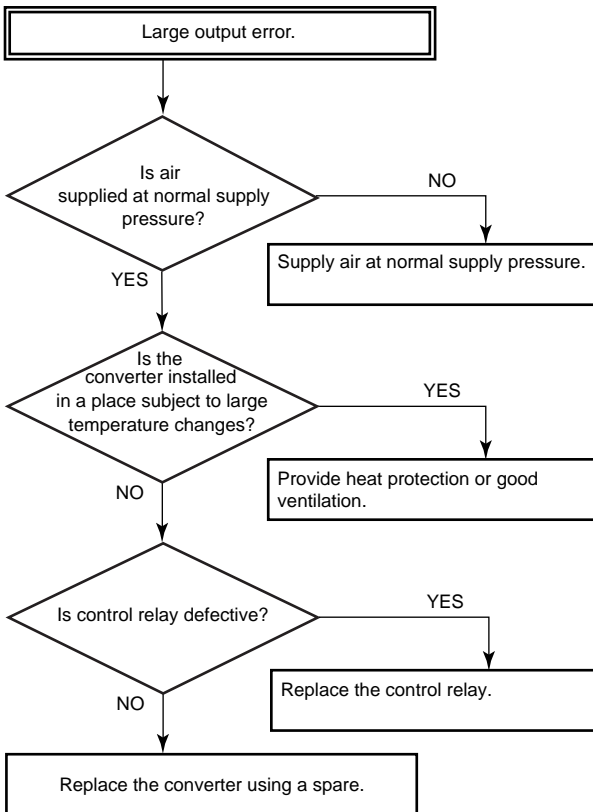 Large output error.
Is air
supplied at normal supply
pressure?
NO
Supply air at normal supply pressure.
YES
Is the
converter installed
in a place subject to large
temperature changes?
YES
Provide heat protection or good
ventilation.
NO
Is control relay defective?
YES
Replace the control relay.
NO
Replace the converter using a spare.